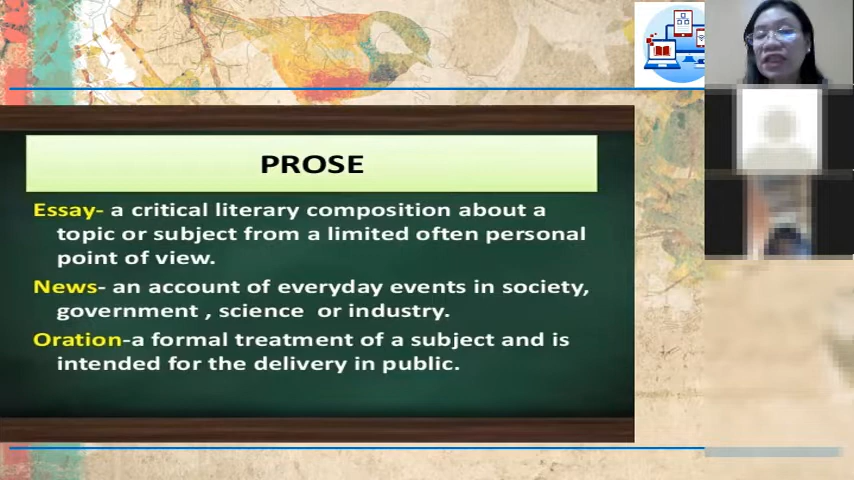 PROSE
Essay- a critical literary composition about a
topic or subject from a limited often personal
point of view.
News- an account of everyday events in society,
government , science  or industry.
Oration-a formal treatment of a subject and is
intended for the delivery in public.